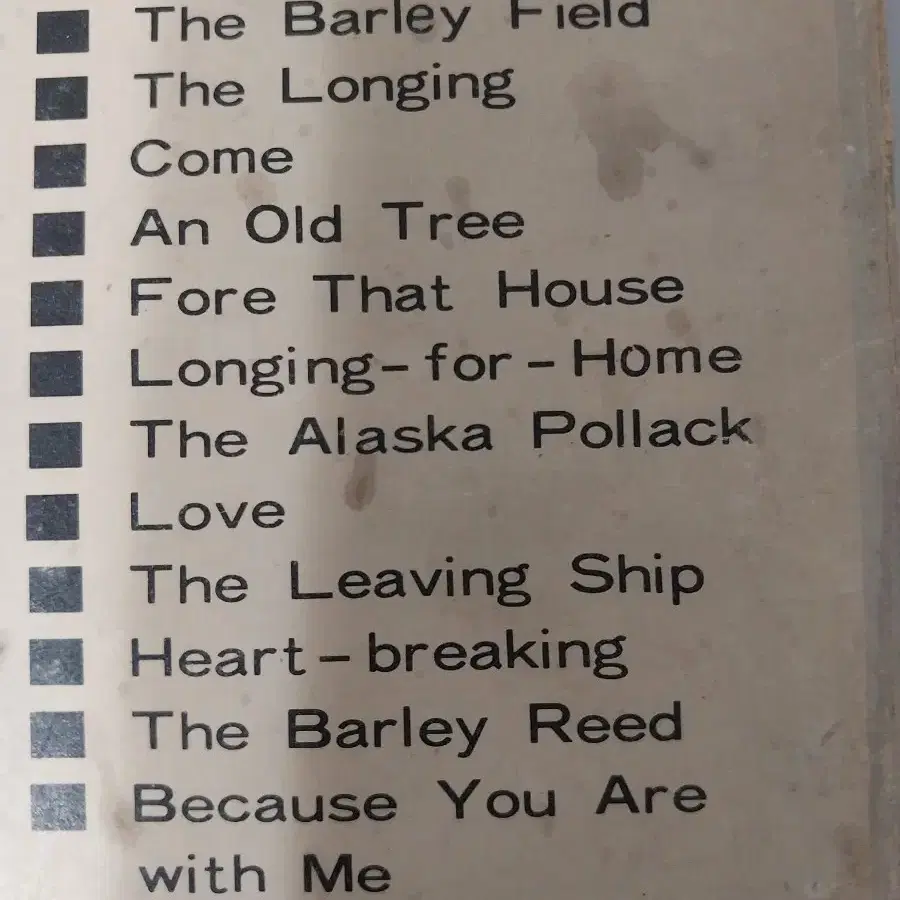 The Barley Field
The Longing
Come
An Old Tree
Fore That House
Longing-for-Home
The Alaska Pollack
Love
The Leaving Ship
Heart-breaking
The Barley Reed
Because You Are
with Me